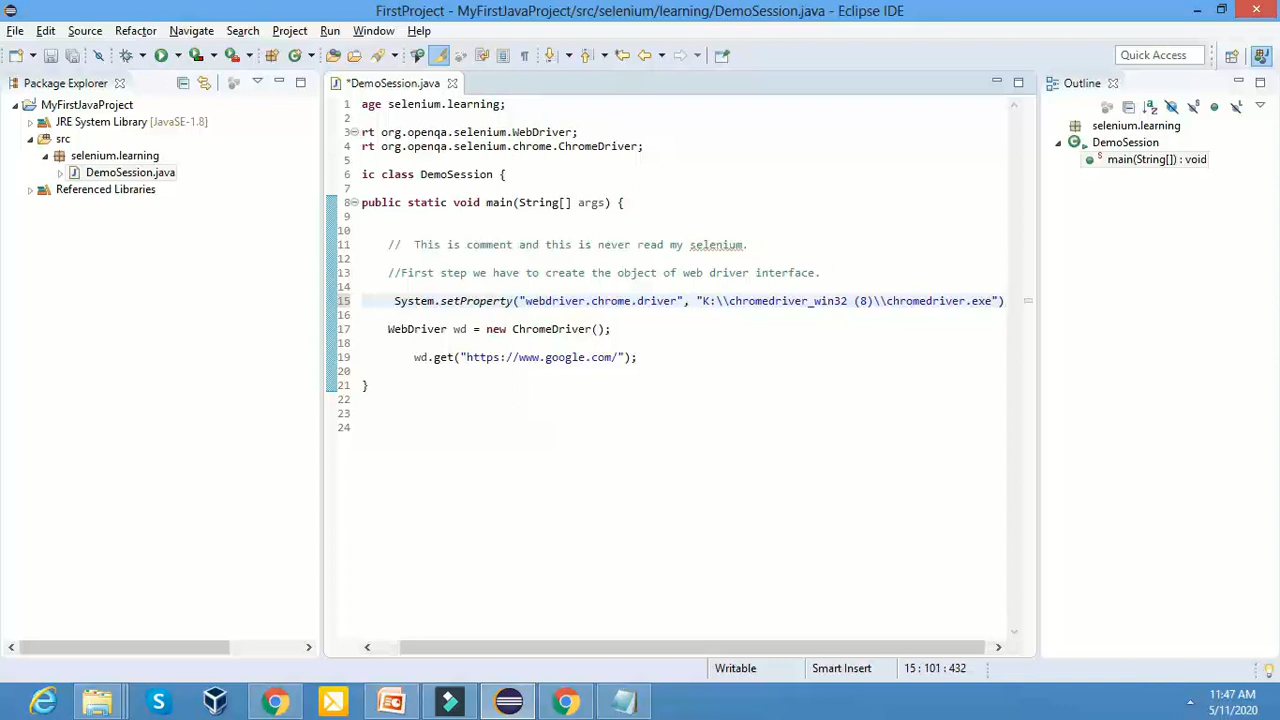 FirstProject - MyFirstJavaProject/src/selenium/learning/DemoSession.java - Eclipse IDE
File Edit Source Refactor Navigate Search Project Run Window Help
Quick Access
Package Explorer
*DemoSession.java
Outline
MyFirstJavaProject
JRE System Library [JavaSE-1.8]
src
selenium.learning
DemoSession.java
Referenced Libraries
1 age selenium.learning;
2
3 rt org.openqa.selenium.WebDriver;
4 rt org.openqa.selenium.chrome.ChromeDriver;
5
6 ic class DemoSession {
7
8 public static void main(String[] args) {
9
10
11 // This is comment and this is never read my selenium.
12
13 //First step we have to create the object of web driver interface.
14
15 System.setProperty("webdriver.chrome.driver", "K:\\chromedriver_win32 (8)\\chromedriver.exe")
16
17 WebDriver wd = new ChromeDriver();
18
19 wd.get("https://www.google.com/");
20
21 }
22
23
24
selenium.learning
DemoSession
main(String[]) : void
Writable
Smart Insert
15 : 101 : 432
11:47 AM
5/11/2020